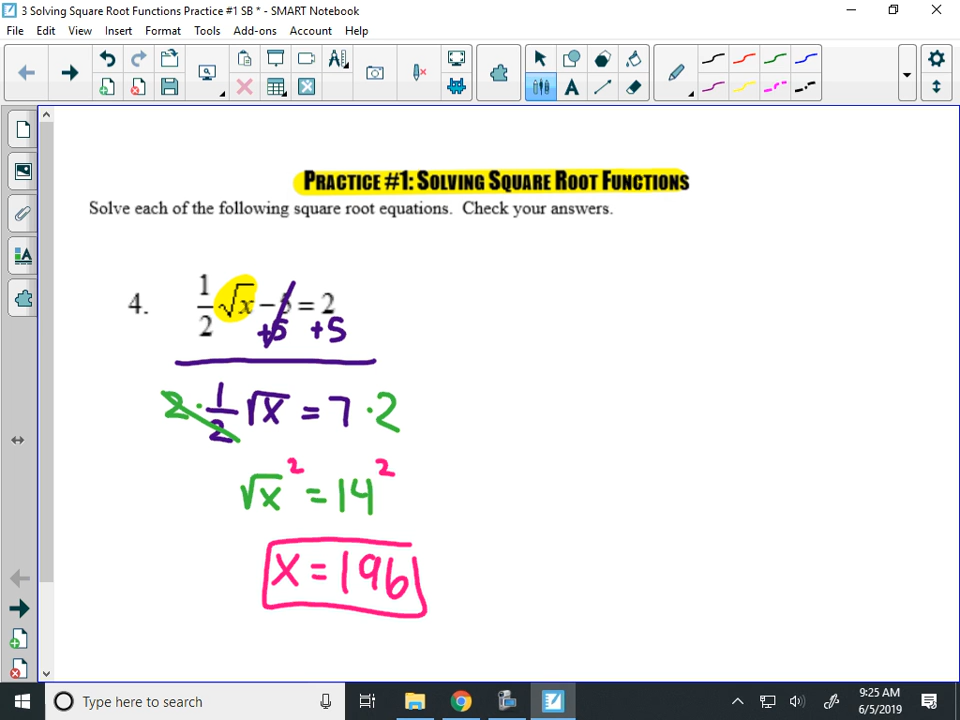 3 Solving Square Root Functions Practice #1 SB * - SMART Notebook
File Edit View Insert Format Tools Add-ons Account Help
PRACTICE #1: SOLVING SQUARE ROOT FUNCTIONS
Solve each of the following square root equations. Check your answers.
4. 1/2 √x − 5 = 2
+5 +5
2 · 1/2 √x = 7 · 2
√x² = 14²
x = 196
Type here to search
9:25 AM
6/5/2019